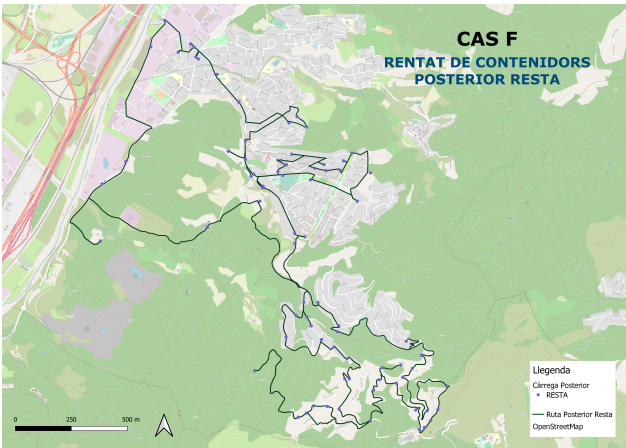 CAS F
RENTAT DE CONTENIDORS
POSTERIOR RESTA
Llegenda
Càrrega Posterior
RESTA
Ruta Posterior Resta
OpenStreetMap
0 250 500 m